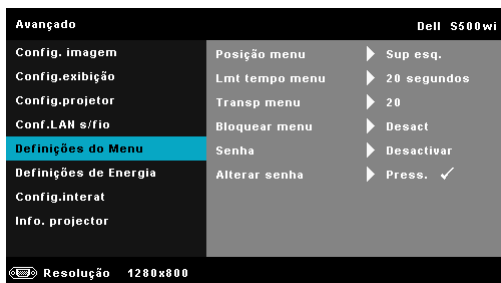 Avançado Dell S500wi
Config. imagem Posição menu Sup esq.
Config.exibição Lmt tempo menu 20 segundos
Config.projetor Transp menu 20
Conf.LAN s/fio Bloquear menu Desact
Definições do Menu Senha Desactivar
Definições de Energia Alterar senha Press. ✓
Config.interat
Info. projector
Resolução 1280x800